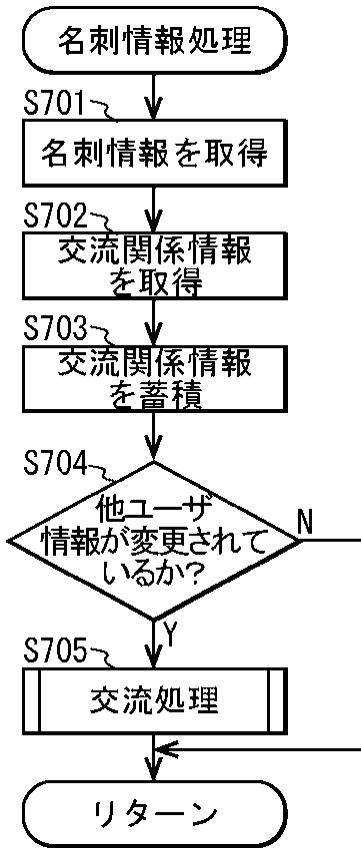 名刺情報処理
S701
名刺情報を取得
S702
交流関係情報
を取得
S703
交流関係情報
を蓄積
S704
他ユーザ
情報が変更されて
いるか?
N
Y
S705
交流処理
リターン